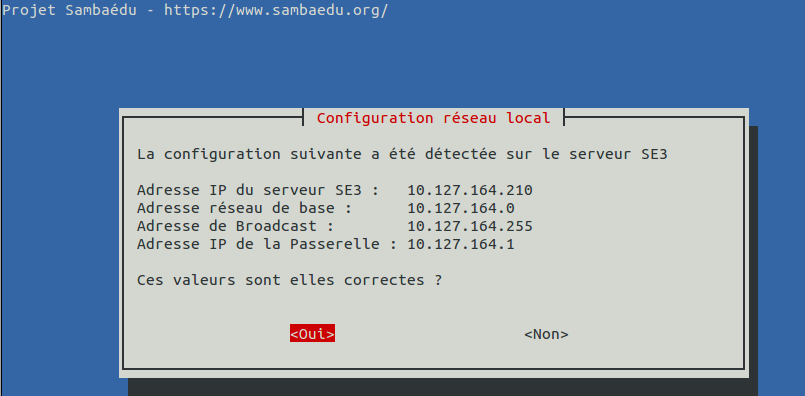 Projet Sambaédu - https://www.sambaedu.org/
Configuration réseau local
La configuration suivante a été détectée sur le serveur SE3
Adresse IP du serveur SE3 : 10.127.164.210
Adresse réseau de base : 10.127.164.0
Adresse de Broadcast : 10.127.164.255
Adresse IP de la Passerelle : 10.127.164.1
Ces valeurs sont elles correctes ?
<Oui> <Non>